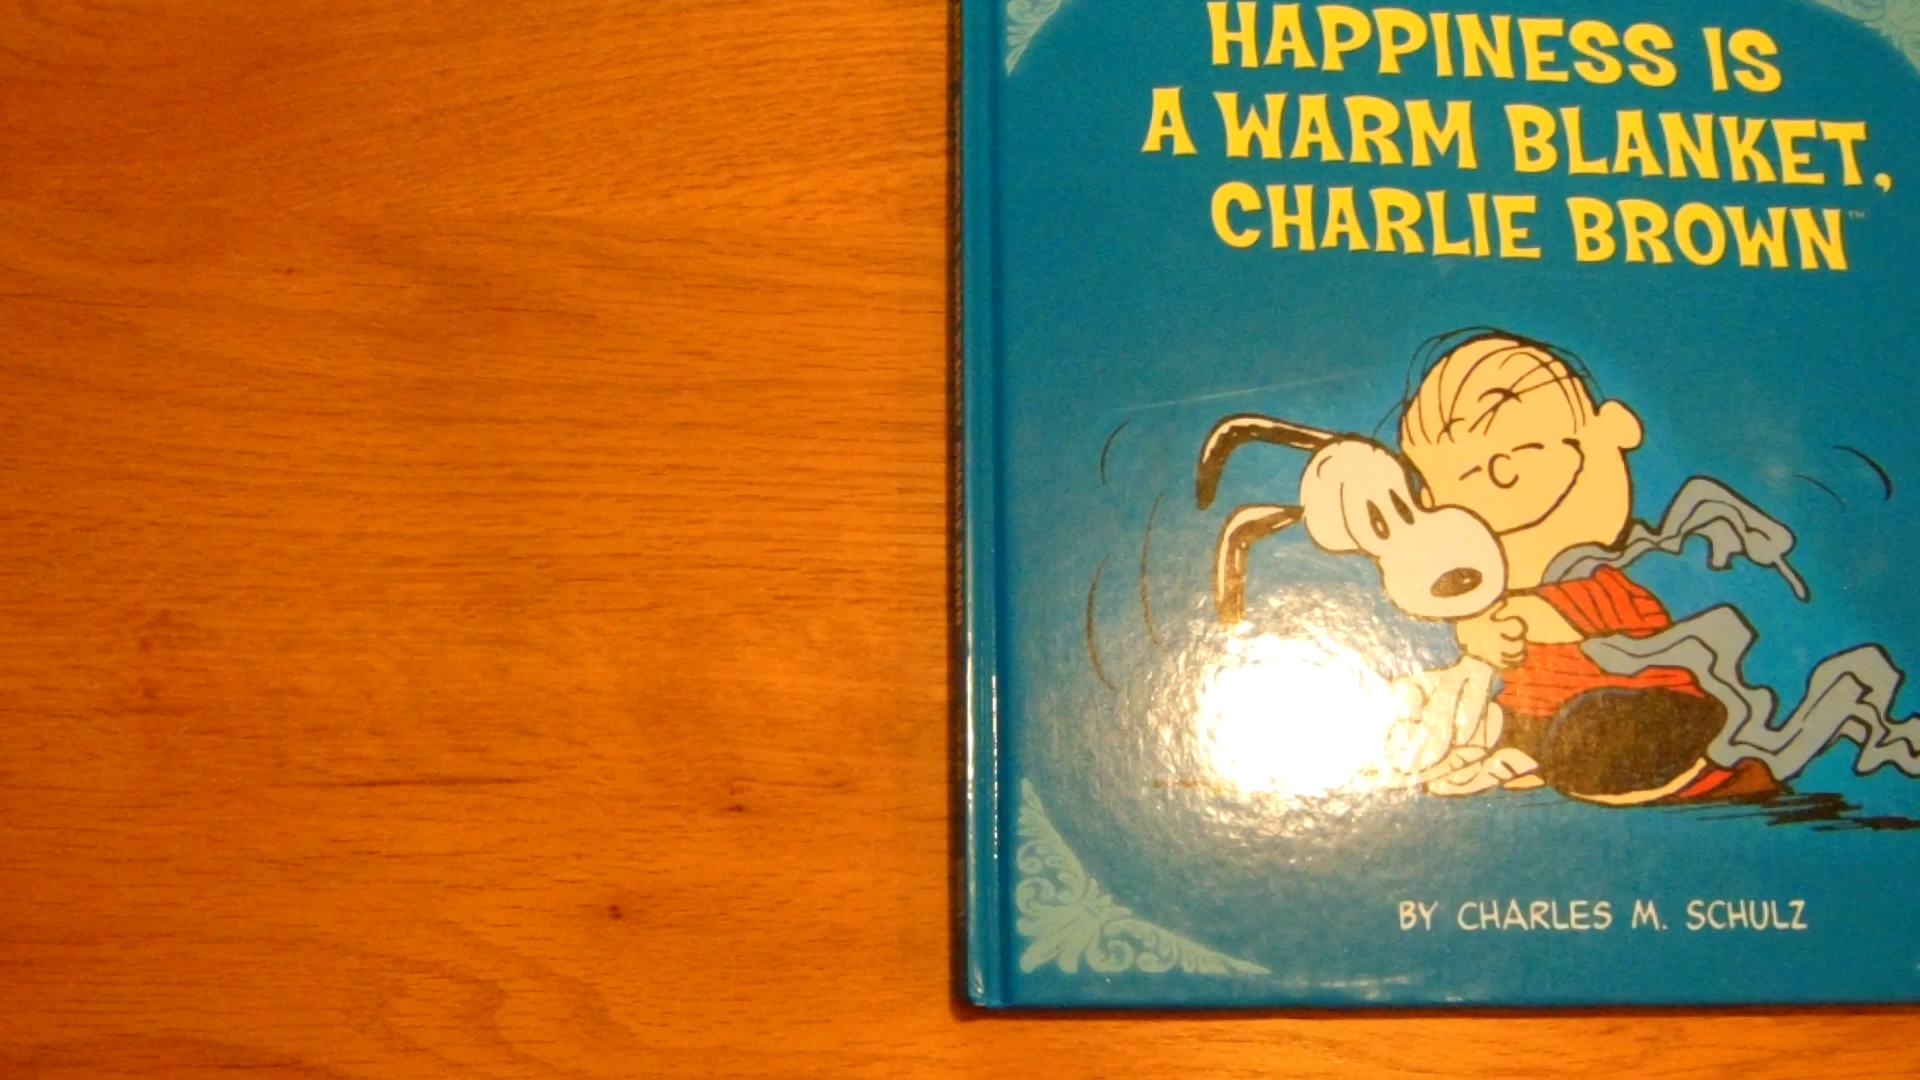 HAPPINESS IS
A WARM BLANKET,
CHARLIE BROWN™
BY CHARLES M. SCHULZ